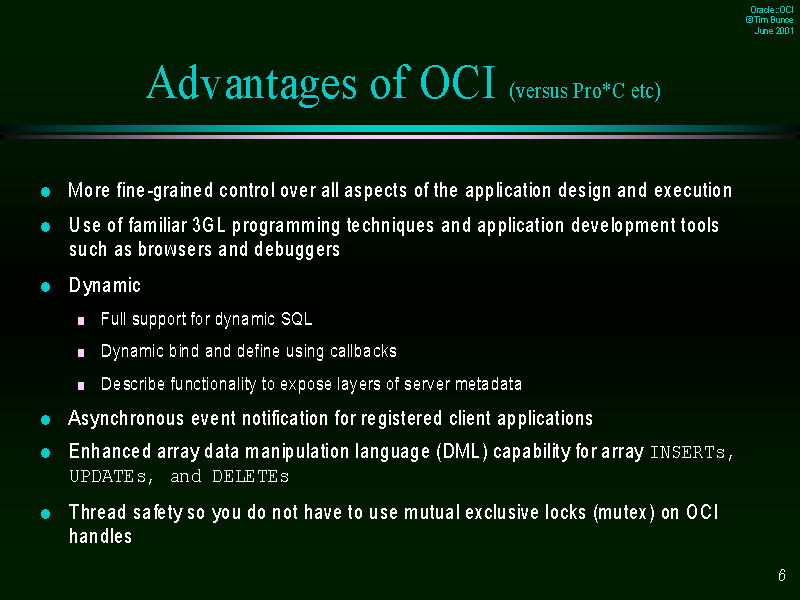 Oracle::OCI
©Tim Bunce
June 2001
Advantages of OCI (versus Pro*C etc)
More fine-grained control over all aspects of the application design and execution
Use of familiar 3GL programming techniques and application development tools
such as browsers and debuggers
Dynamic
Full support for dynamic SQL
Dynamic bind and define using callbacks
Describe functionality to expose layers of server metadata
Asynchronous event notification for registered client applications
Enhanced array data manipulation language (DML) capability for array INSERTs,
UPDATEs, and DELETEs
Thread safety so you do not have to use mutual exclusive locks (mutex) on OCI
handles
6